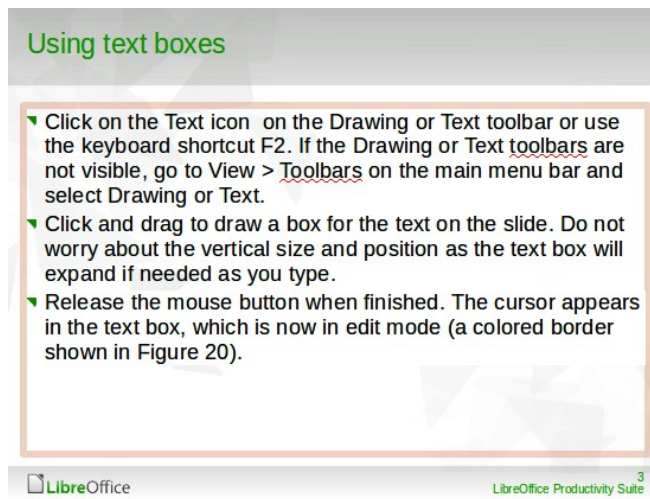 Using text boxes
Click on the Text icon  on the Drawing or Text toolbar or use
the keyboard shortcut F2. If the Drawing or Text toolbars are
not visible, go to View > Toolbars on the main menu bar and
select Drawing or Text.
Click and drag to draw a box for the text on the slide. Do not
worry about the vertical size and position as the text box will
expand if needed as you type.
Release the mouse button when finished. The cursor appears
in the text box, which is now in edit mode (a colored border
shown in Figure 20).
LibreOffice
3
LibreOffice Productivity Suite